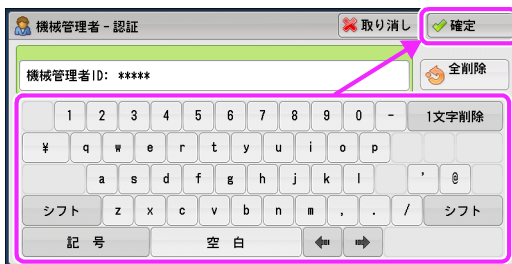 機械管理者 - 認証 取り消し 確定
機械管理者ID: ***** 全削除
1 2 3 4 5 6 7 8 9 0 - 1文字削除
¥ q w e r t y u i o p
a s d f g h j k l ’ @
シフト z x c v b n m , . / シフト
記 号 空 白